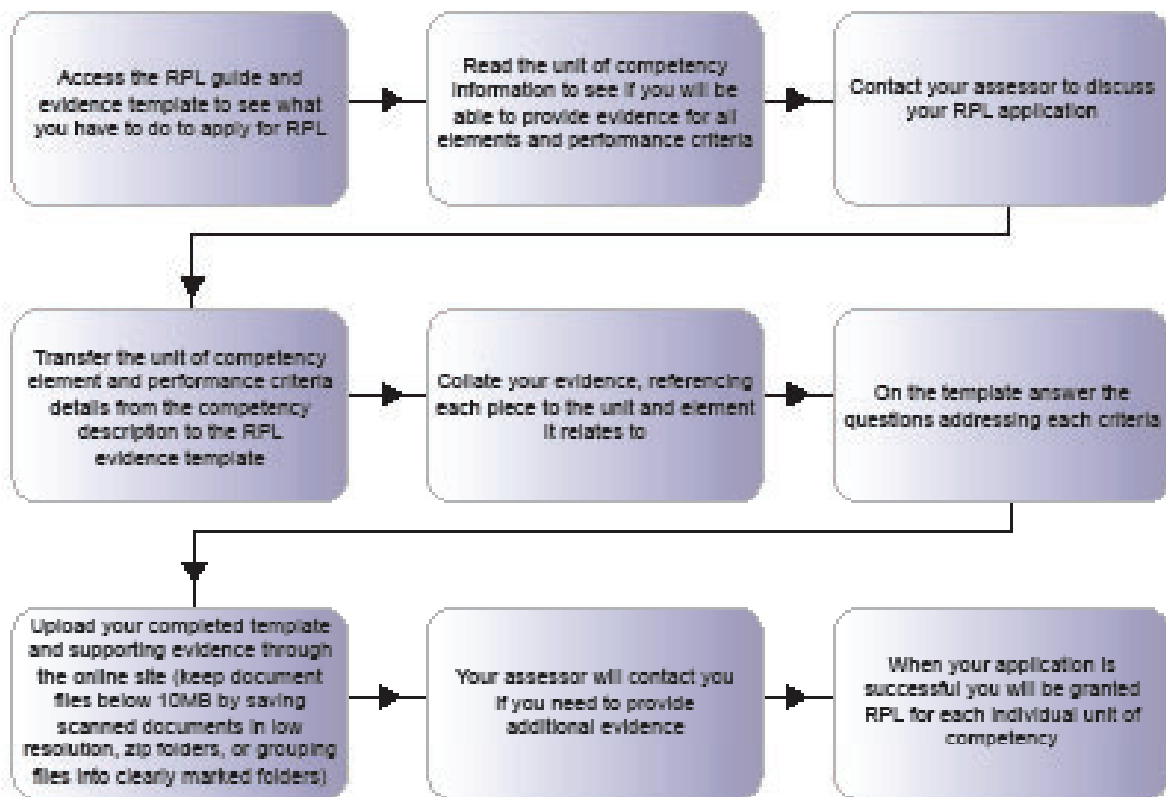 Access the RPL guide and
evidence template to see what
you have to do to apply for RPL
Read the unit of competency
information to see if you will be
able to provide evidence for all
elements and performance criteria
Contact your assessor to discuss
your RPL application
Transfer the unit of competency
element and performance criteria
details from the competency
description to the RPL
evidence template
Collate your evidence, referencing
each piece to the unit and element
it relates to
On the template answer the
questions addressing each criteria
Upload your completed template
and supporting evidence through
the online site (keep document
files below 10MB by saving
scanned documents in low
resolution, zip folders, or grouping
files into clearly marked folders)
Your assessor will contact you
if you need to provide
additional evidence
When your application is
successful you will be granted
RPL for each individual unit of
competency